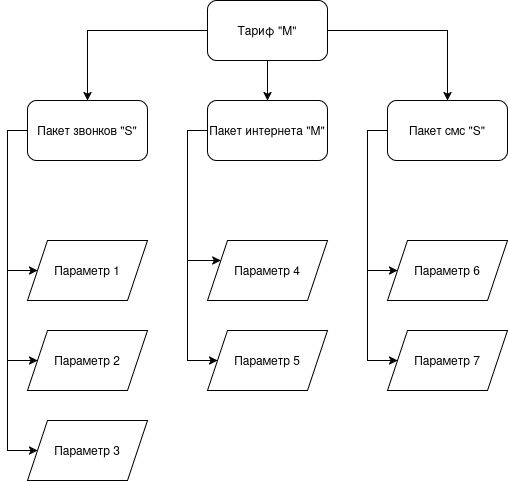 Тариф "М"
Пакет звонков "S"
Пакет интернета "М"
Пакет смс "S"
Параметр 1
Параметр 4
Параметр 6
Параметр 2
Параметр 5
Параметр 7
Параметр 3